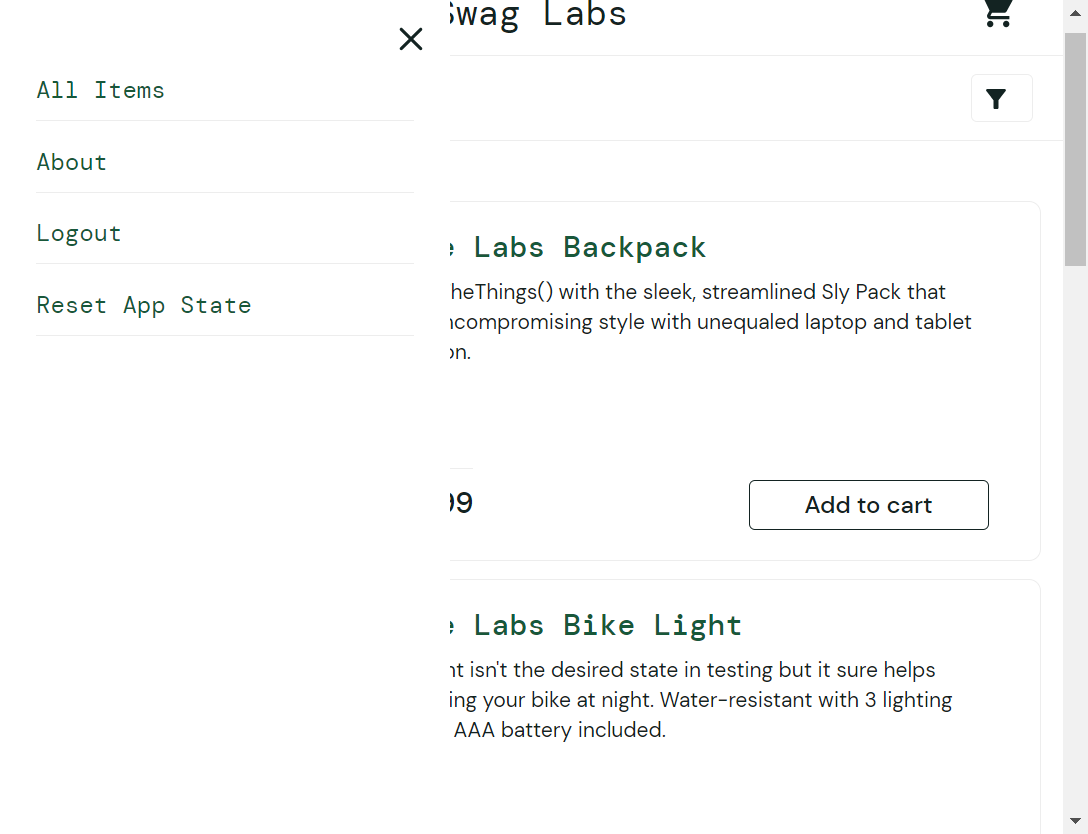 All Items
About
Logout
Reset App State
Swag Labs
Labs Backpack
heThings() with the sleek, streamlined Sly Pack that
ncompromising style with unequaled laptop and tablet
on.
99
Add to cart
Labs Bike Light
nt isn't the desired state in testing but it sure helps
ing your bike at night. Water-resistant with 3 lighting
AAA battery included.